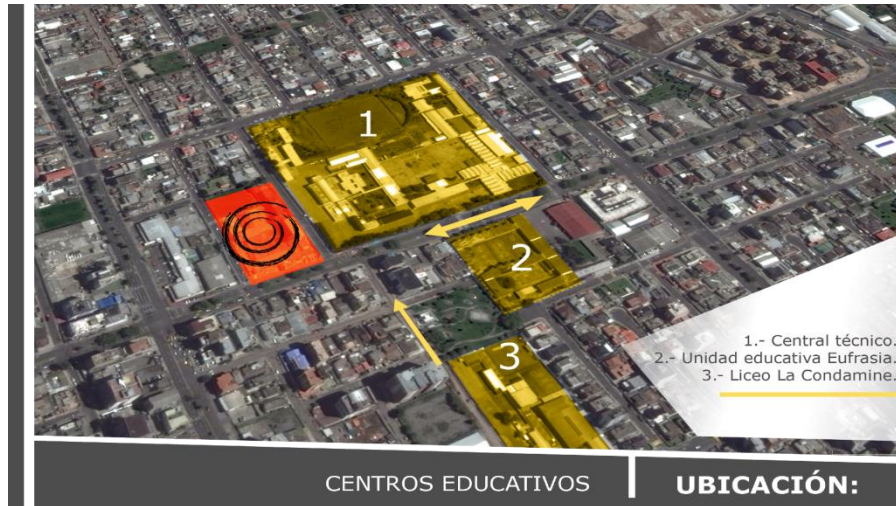 1
2
3
1.- Central técnico.
2.- Unidad educativa Eufrasia.
3.- Liceo La Condamine.
CENTROS EDUCATIVOS
UBICACIÓN: